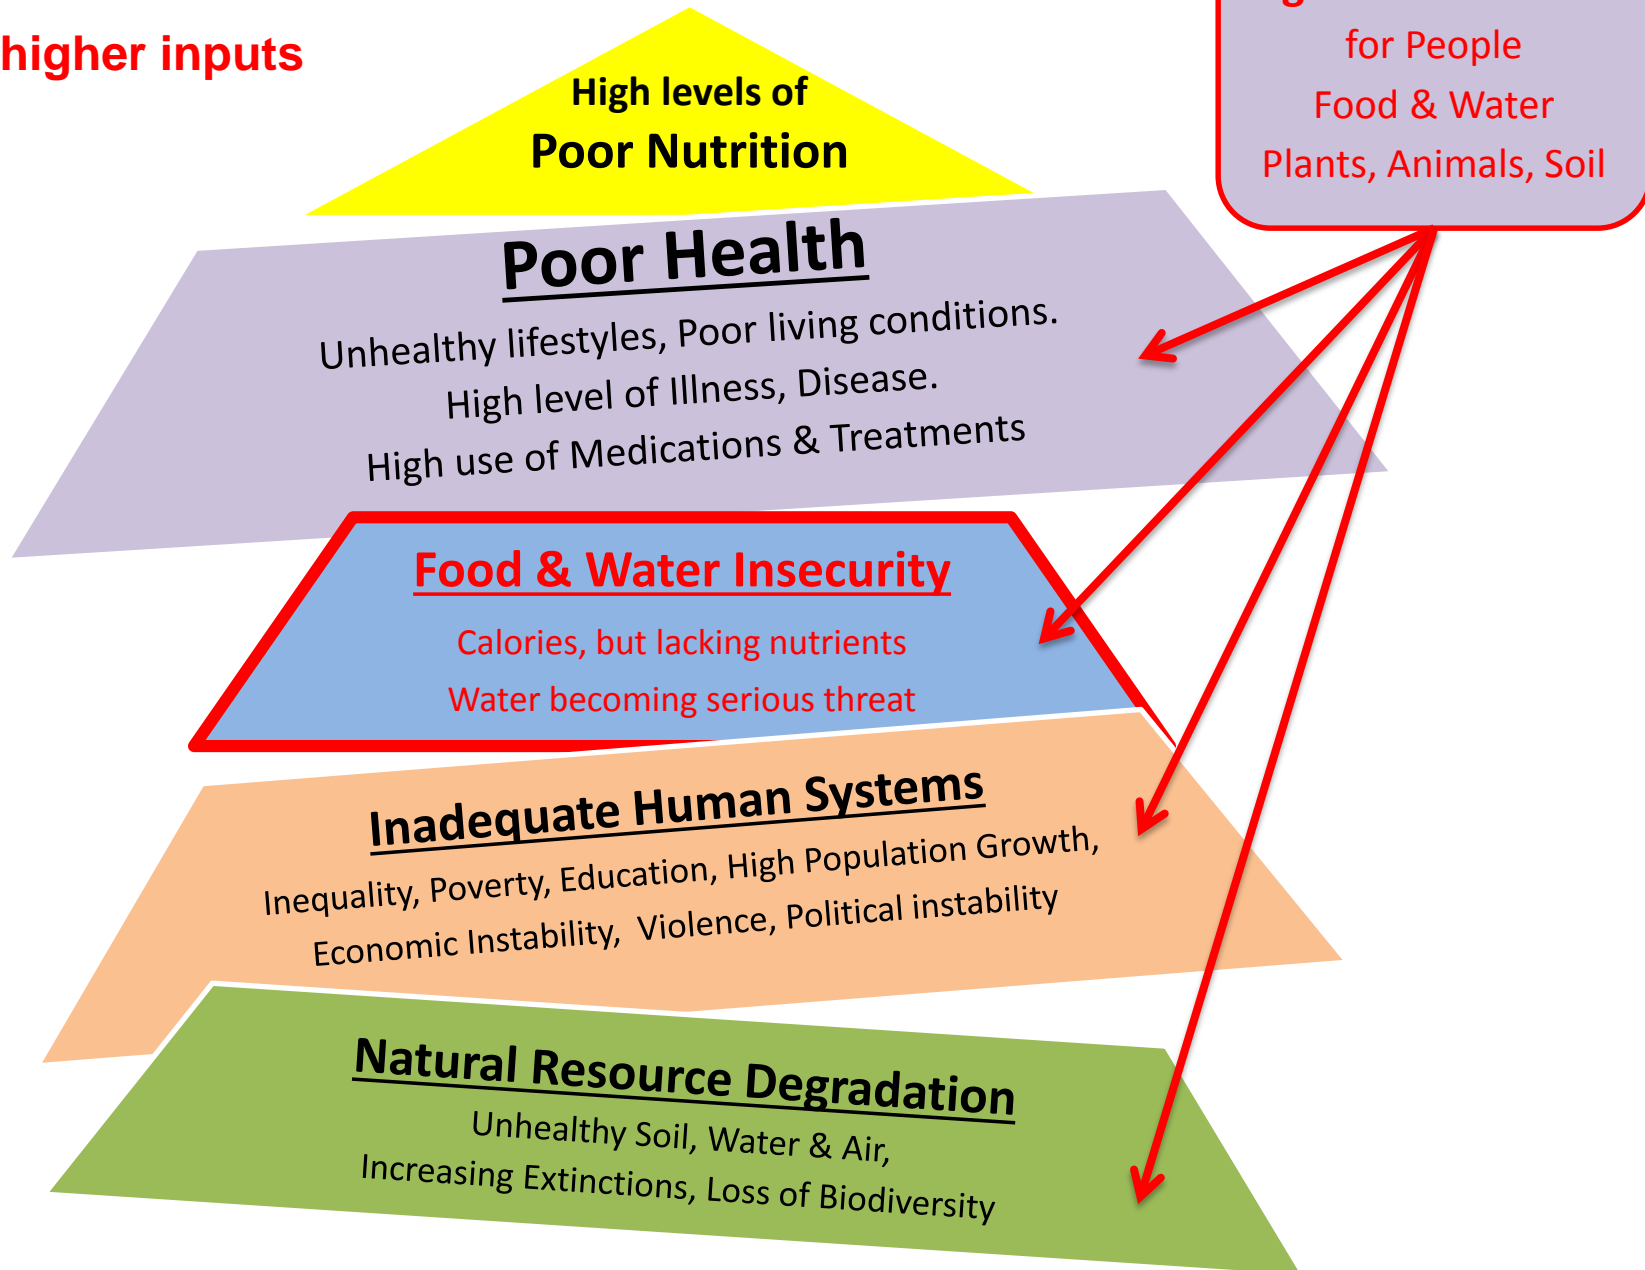 higher inputs
High levels of
Poor Nutrition
for People
Food & Water
Plants, Animals, Soil
Poor Health
Unhealthy lifestyles, Poor living conditions.
High level of Illness, Disease.
High use of Medications & Treatments
Food & Water Insecurity
Calories, but lacking nutrients
Water becoming serious threat
Inadequate Human Systems
Inequality, Poverty, Education, High Population Growth,
Economic Instability, Violence, Political instability
Natural Resource Degradation
Unhealthy Soil, Water & Air,
Increasing Extinctions, Loss of Biodiversity